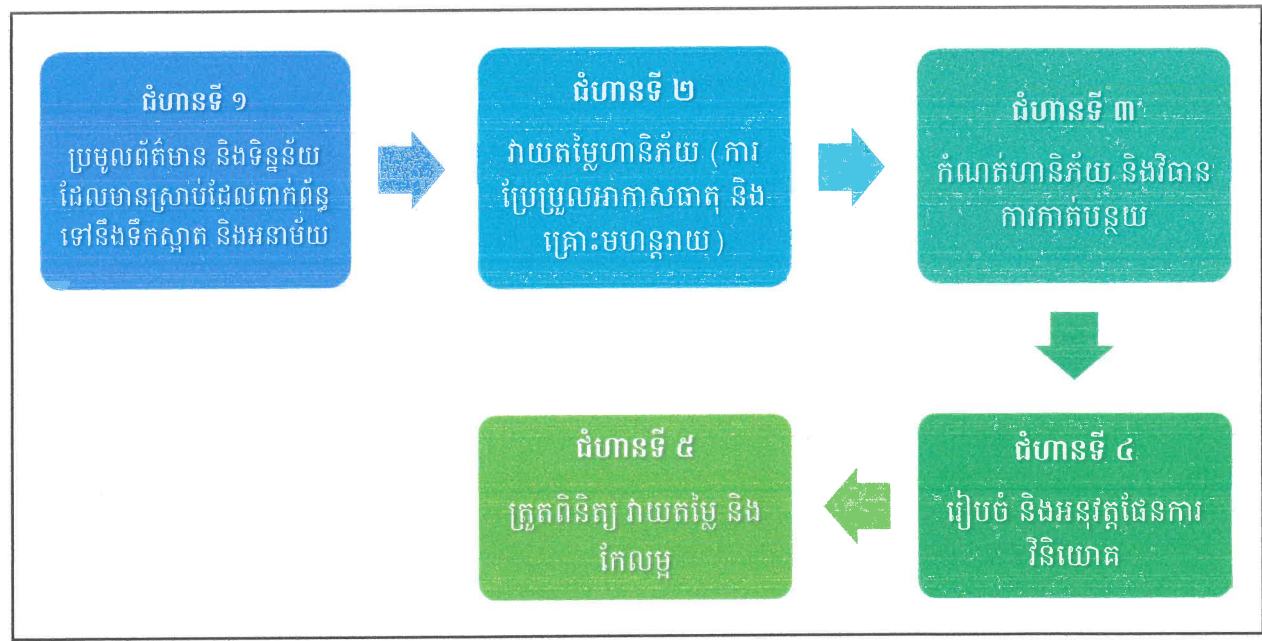 ជំហានទី ១
ប្រមូលព័ត៌មាន និងទិន្នន័យ
ដែលមានស្រាប់ដែលពាក់ព័ន្ធ
ទៅនឹងទឹកស្អាត និងអនាម័យ
ជំហានទី ២
វាយតម្លៃហានិភ័យ (ការ
ប្រែប្រួលអាកាសធាតុ និង
គ្រោះមហន្តរាយ)
ជំហានទី ៣
កំណត់ហានិភ័យ និងវិធាន
ការកាត់បន្ថយ
ជំហានទី ៤
រៀបចំ និងអនុវត្តផែនការ
វិនិយោគ
ជំហានទី ៥
ត្រួតពិនិត្យ វាយតម្លៃ និង
កែលម្អ